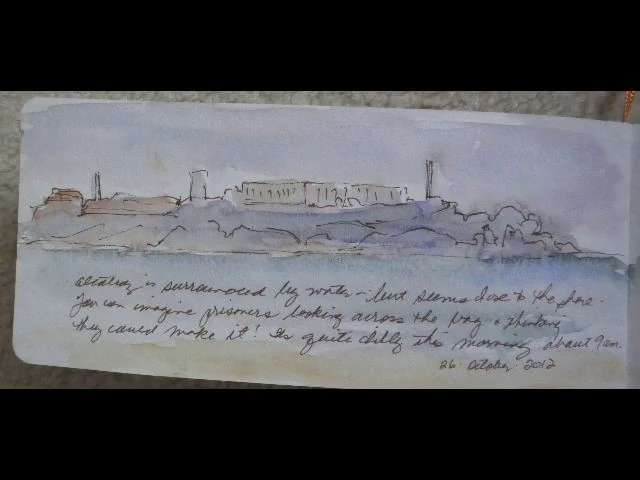 alcatraz is surrounded by water - but seems close to the shore.
You can imagine prisoners looking across the bay & thinking
they could make it! Its quite chilly this morning about 9am
26 October 2012